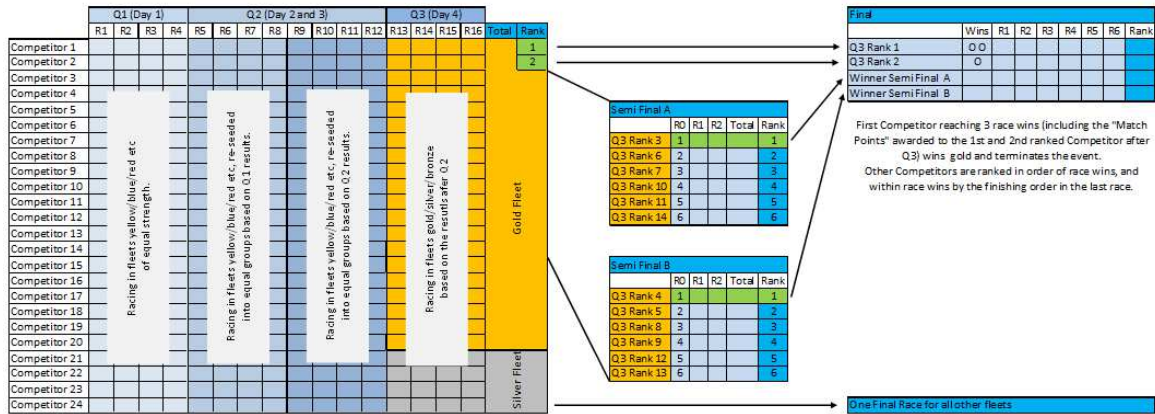 Q1 (Day 1) Q2 (Day 2 and 3) Q3 (Day 4)
R1 R2 R3 R4 R5 R6 R7 R8 R9 R10 R11 R12 R13 R14 R15 R16 Total Rank
Competitor 1 1
Competitor 2 2
Competitor 3
Competitor 4
Competitor 5
Competitor 6
Competitor 7
Competitor 8
Competitor 9
Competitor 10
Competitor 11
Competitor 12
Competitor 13
Competitor 14
Competitor 15
Competitor 16
Competitor 17
Competitor 18
Competitor 19
Competitor 20
Competitor 21
Competitor 22
Competitor 23
Competitor 24
Racing in fleets yellow/blue/red etc
of equal strength.
Racing in fleets yellow/blue/red etc, re-seeded
into equal groups based on Q1 results.
Racing in fleets yellow/blue/red etc, re-seeded
into equal groups based on Q2 results.
Racing in fleets gold/silver/bronze
based on the resutls afer Q2
Gold Fleet
Silver Fleet
Semi Final A
R0 R1 R2 Total Rank
Q3 Rank 3 1 1
Q3 Rank 6 2 2
Q3 Rank 7 3 3
Q3 Rank 10 4 4
Q3 Rank 11 5 5
Q3 Rank 14 6 6
Semi Final B
R0 R1 R2 Total Rank
Q3 Rank 4 1 1
Q3 Rank 5 2 2
Q3 Rank 8 3 3
Q3 Rank 9 4 4
Q3 Rank 12 5 5
Q3 Rank 13 6 6
Final
Wins R1 R2 R3 R4 R5 R6 Rank
Q3 Rank 1 O O
Q3 Rank 2 O
Winner Semi Final A
Winner Semi Final B
First Competitor reaching 3 race wins (including the "Match
Points" awarded to the 1st and 2nd ranked Competitor after
Q3) wins gold and terminates the event.
Other Competitors are ranked in order of race wins, and
within race wins by the finishing order in the last race.
One Final Race for all other fleets